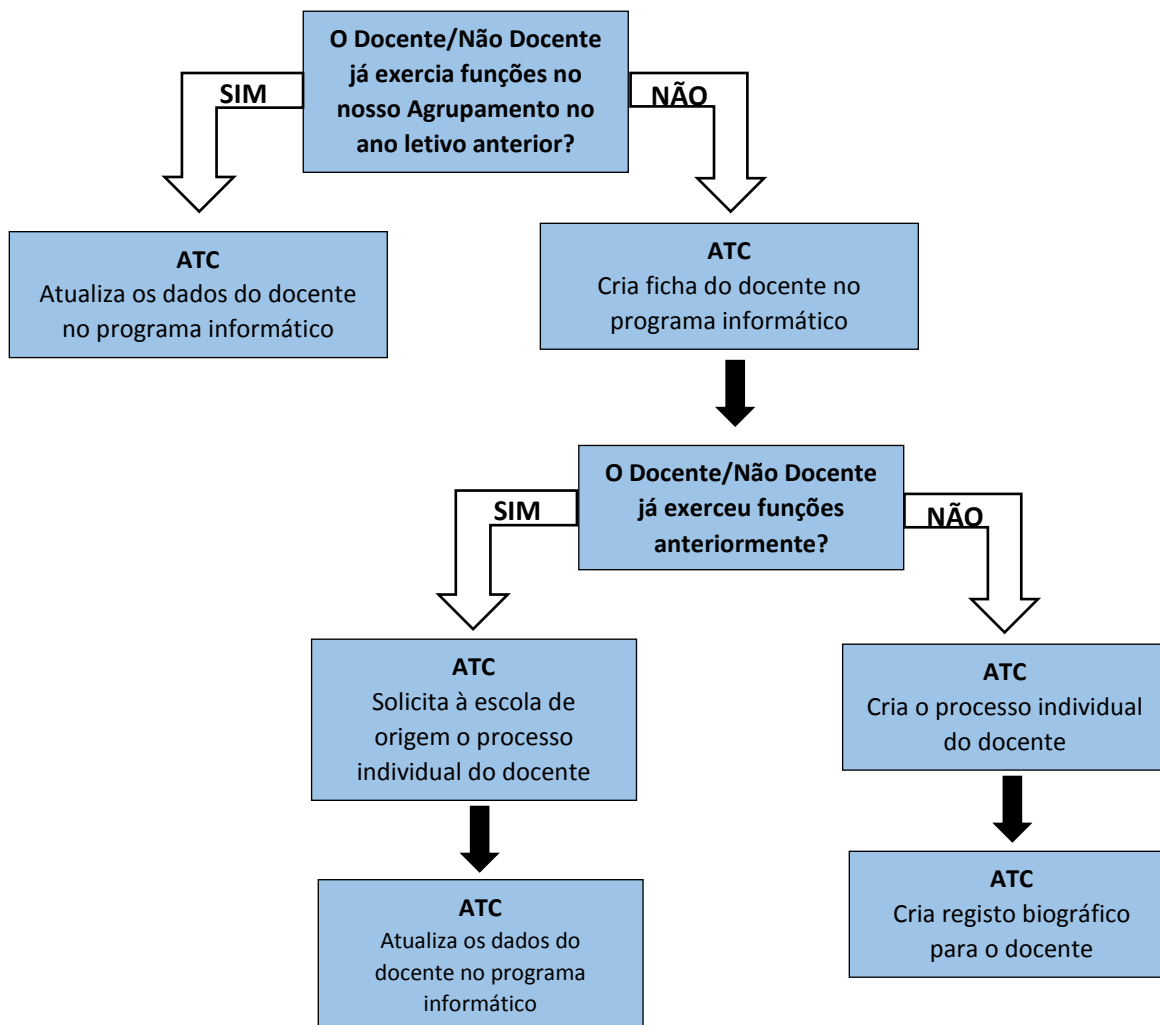 O Docente/Não Docente
já exercia funções no
nosso Agrupamento no
ano letivo anterior?
SIM
NÃO
ATC
Atualiza os dados do docente
no programa informático
ATC
Cria ficha do docente no
programa informático
O Docente/Não Docente
já exerceu funções
anteriormente?
SIM
NÃO
ATC
Solicita à escola de
origem o processo
individual do docente
ATC
Cria o processo individual
do docente
ATC
Atualiza os dados do
docente no programa
informático
ATC
Cria registo biográfico
para o docente